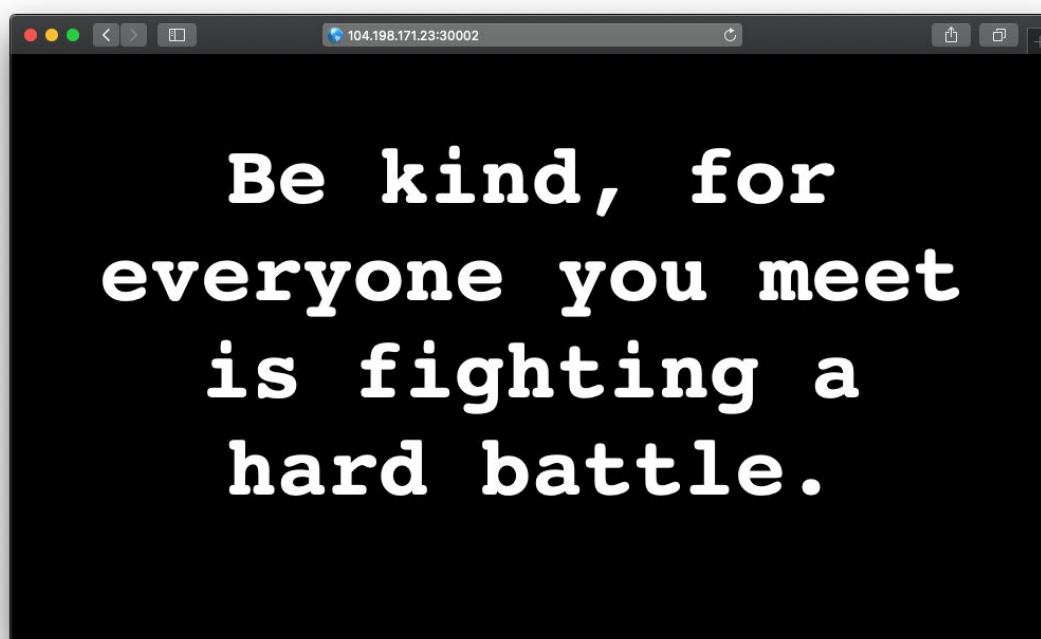 104.198.171.23:30002
Be kind, for
everyone you meet
is fighting a
hard battle.